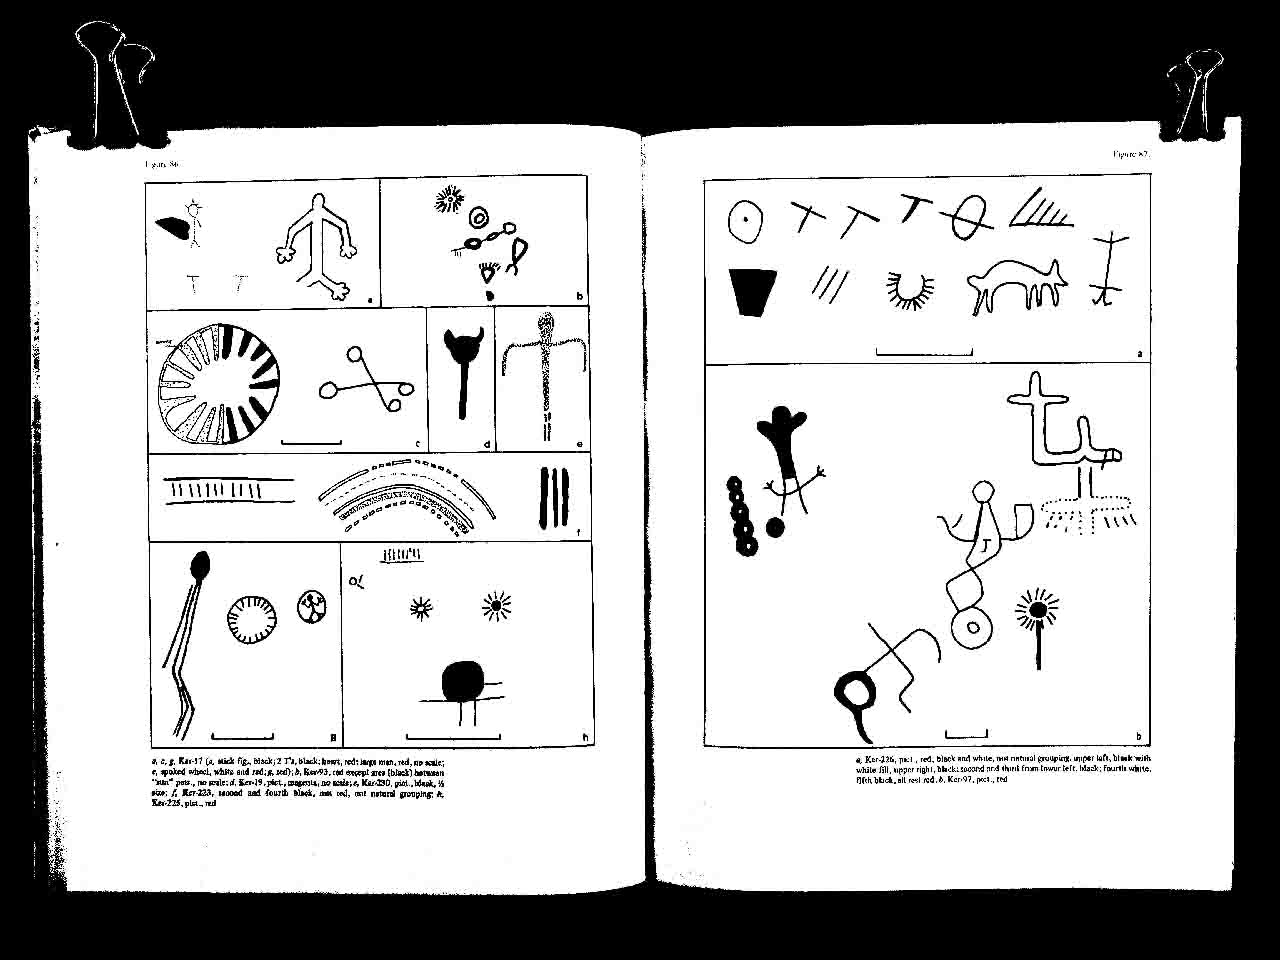 Figure 86.
a
b
c
d
e
f
g
h
a, c, g, Ker-17 (a, stick fig., black; 2 T's, black; heart, red; large man, red, no scale;
c, spoked wheel, white and red; g, red); b, Ker-93, red except area (black) between
"sun" pets., no scale; d, Ker-19, pict., magenta, no scale; e, Ker-230, pict., black, ½
size; f, Ker-223, second and fourth black, rest red, not natural grouping; h,
Ker-225, pict., red
Figure 87.
a
b
a, Ker-226, pict., red, black and white, not natural grouping, upper left, black with
white fill, upper right, black; second and third from lower left, black; fourth white,
fifth black, all rest red. b, Ker-97, pict., red